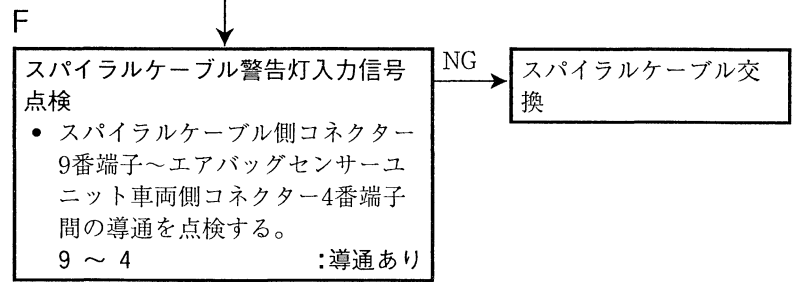 F
スパイラルケーブル警告灯入力信号
点検
• スパイラルケーブル側コネクター
9番端子～エアバッグセンサーユ
ニット車両側コネクター4番端子
間の導通を点検する。
9 ～ 4 :導通あり
NG
スパイラルケーブル交
換